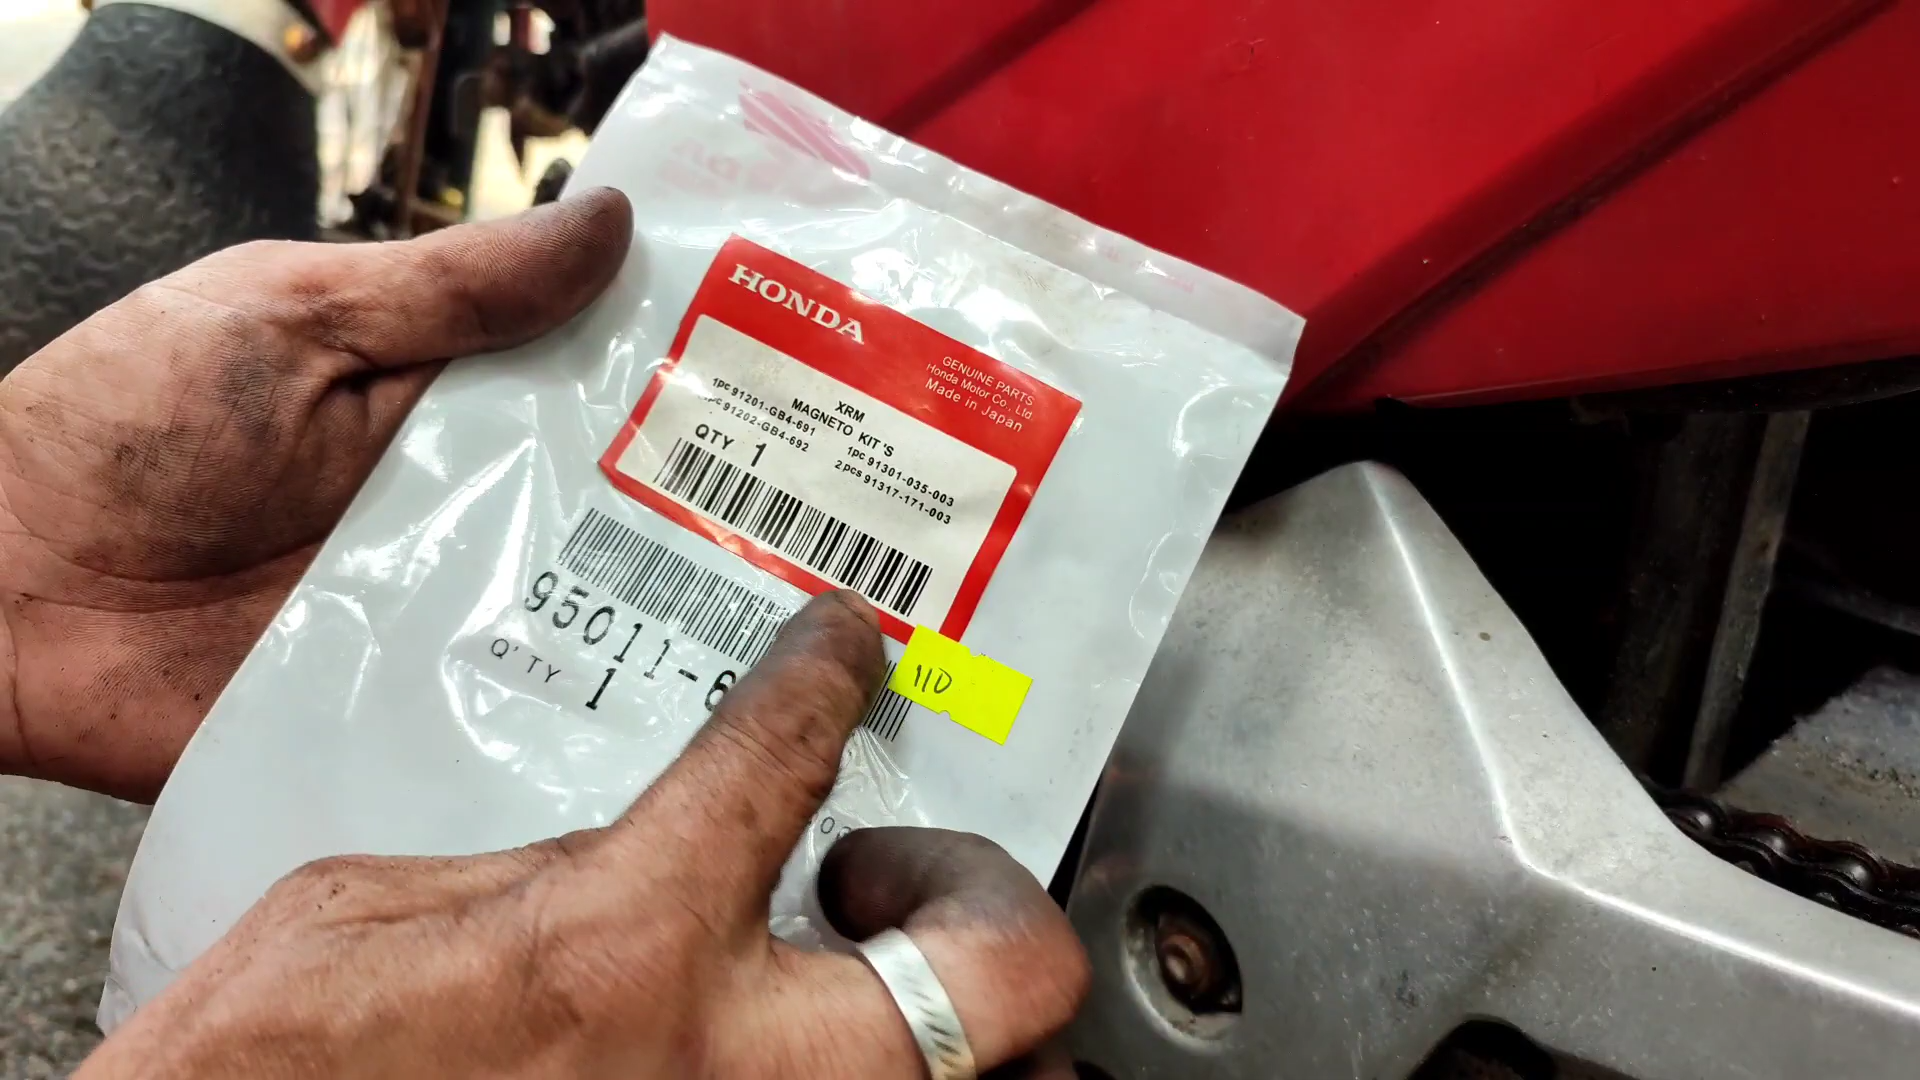 HONDA
GENUINE PARTS
Honda Motor Co., Ltd.
Made in Japan
XRM
MAGNETO KIT'S
1pc 91201-GB4-691
1pc 91301-035-003
91202-GB4-692
2pcs 91317-171-003
QTY 1
95011-6
Q'TY 1
110